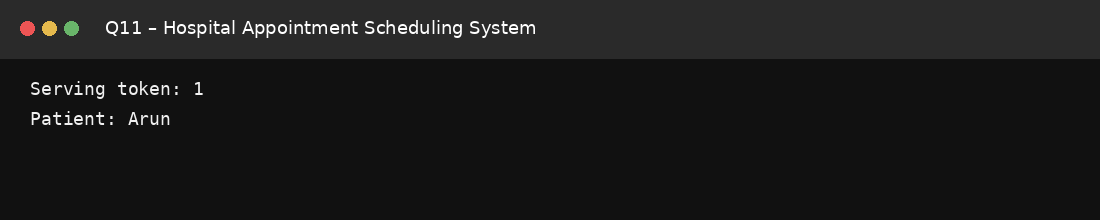 Q11 – Hospital Appointment Scheduling System
Serving token: 1
Patient: Arun